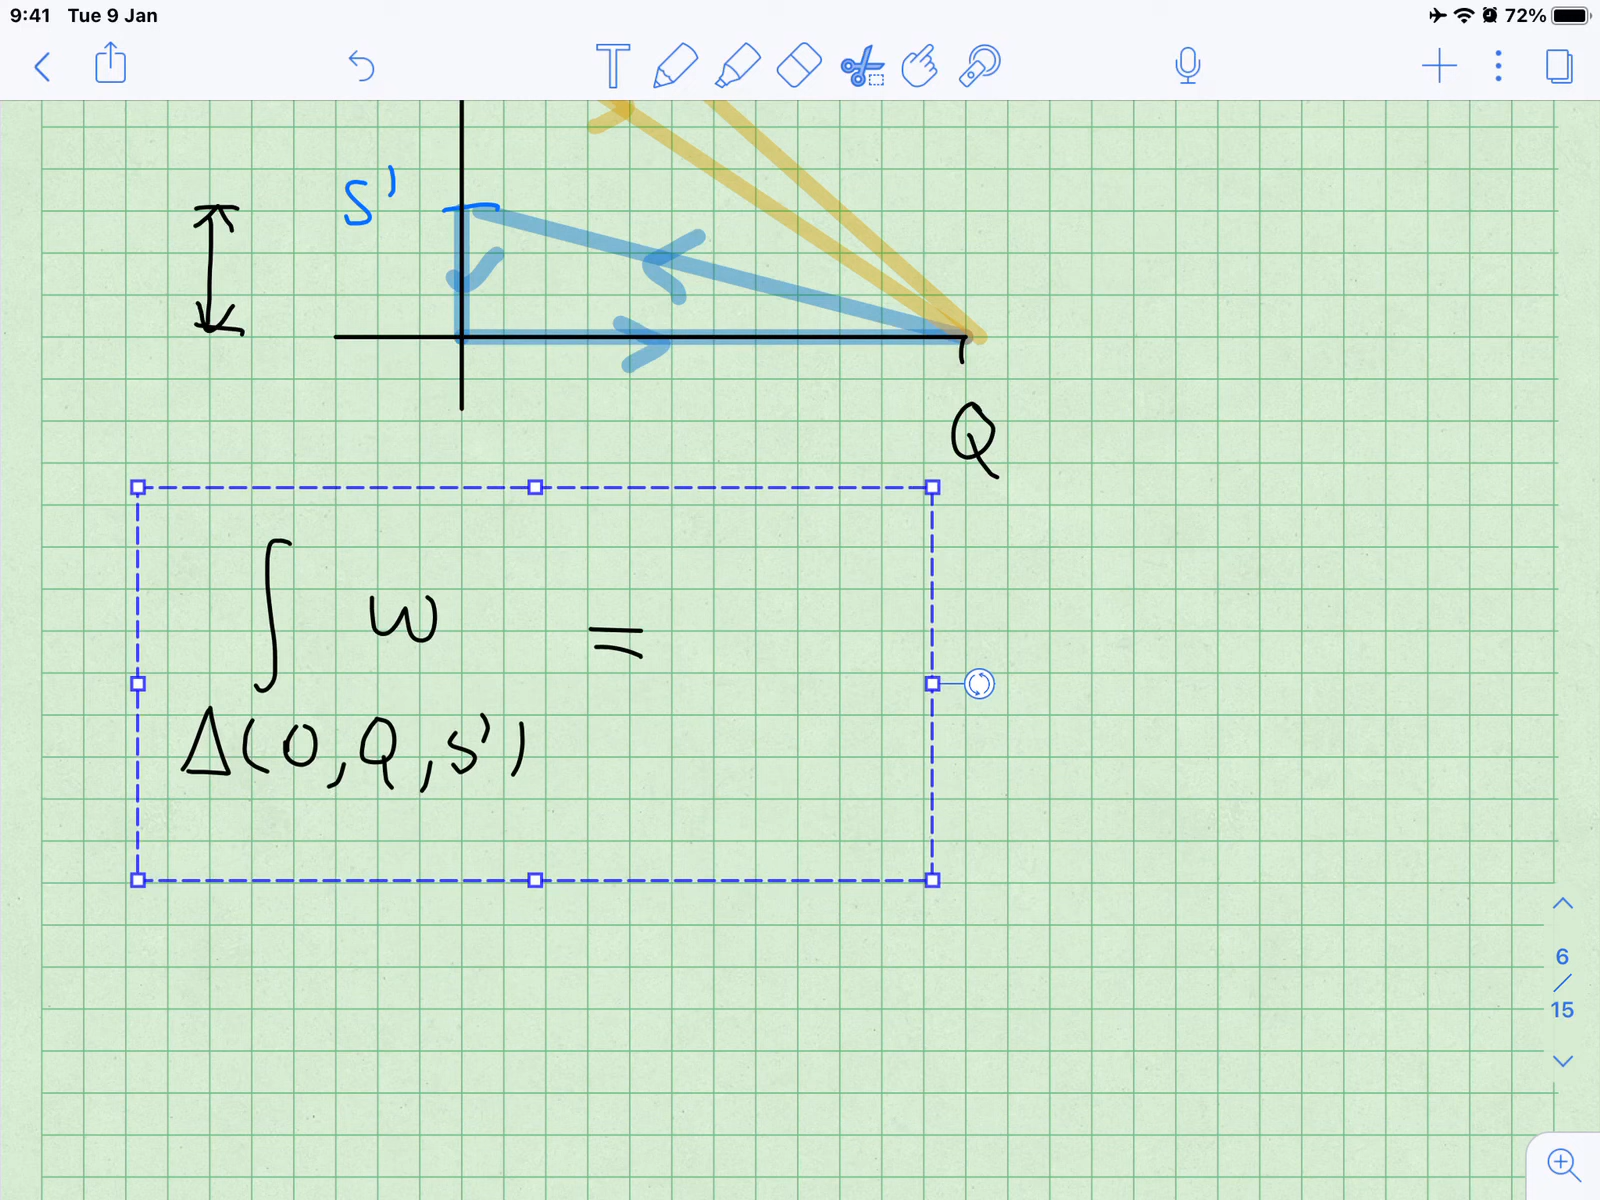 9:41 Tue 9 Jan 72%
S'
Q
∫ ω =
Δ(O,Q,S')
6
/
15